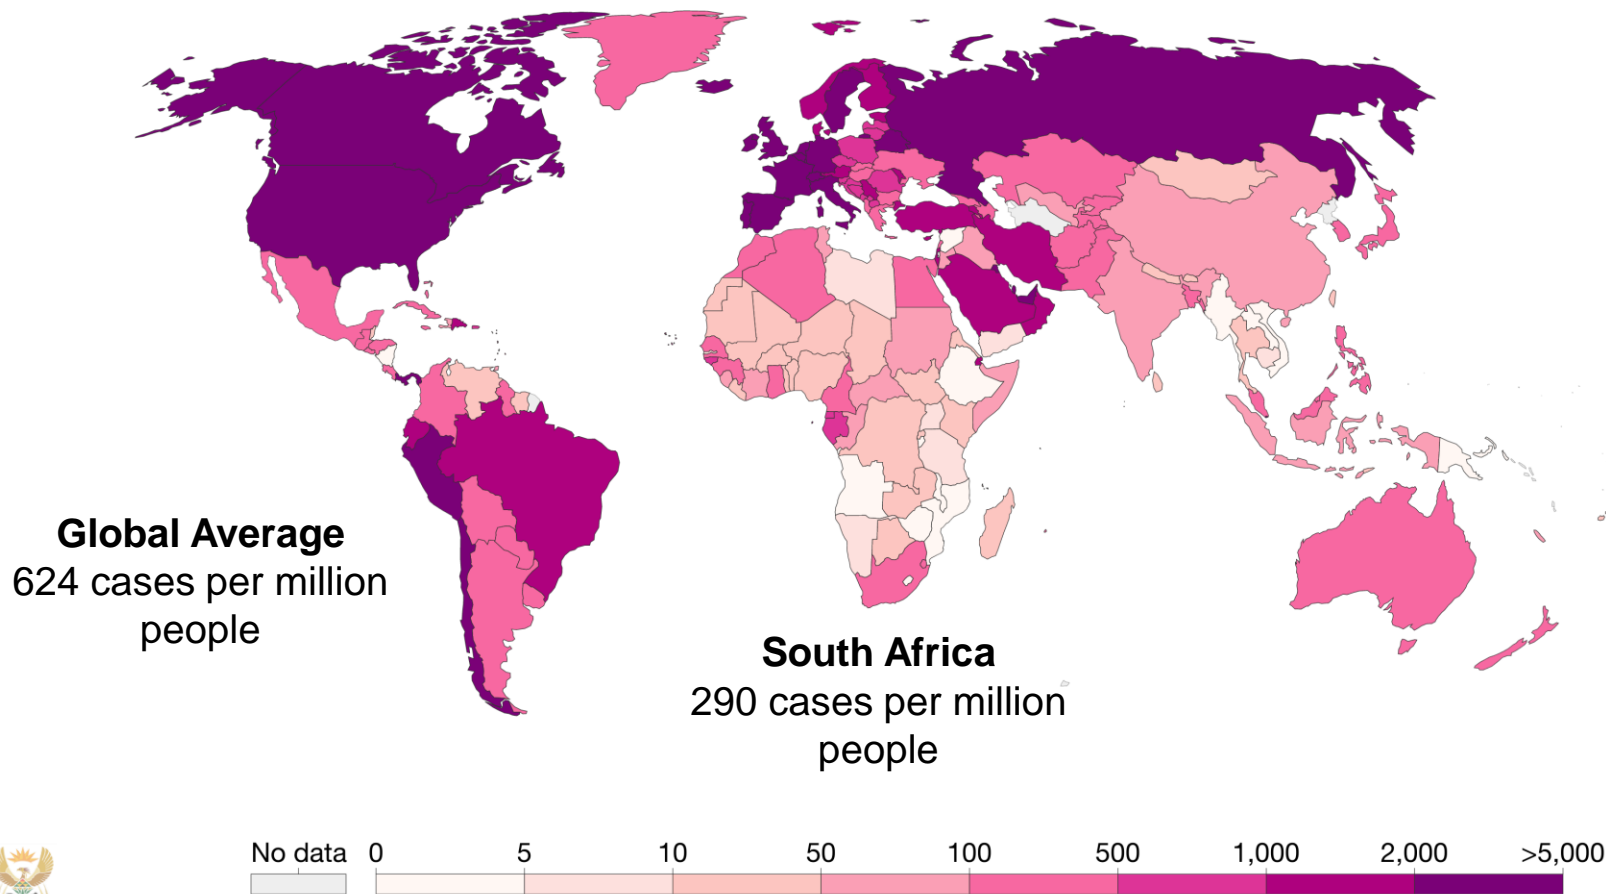 Global Average
624 cases per million
people
South Africa
290 cases per million
people
No data 0 5 10 50 100 500 1,000 2,000 >5,000